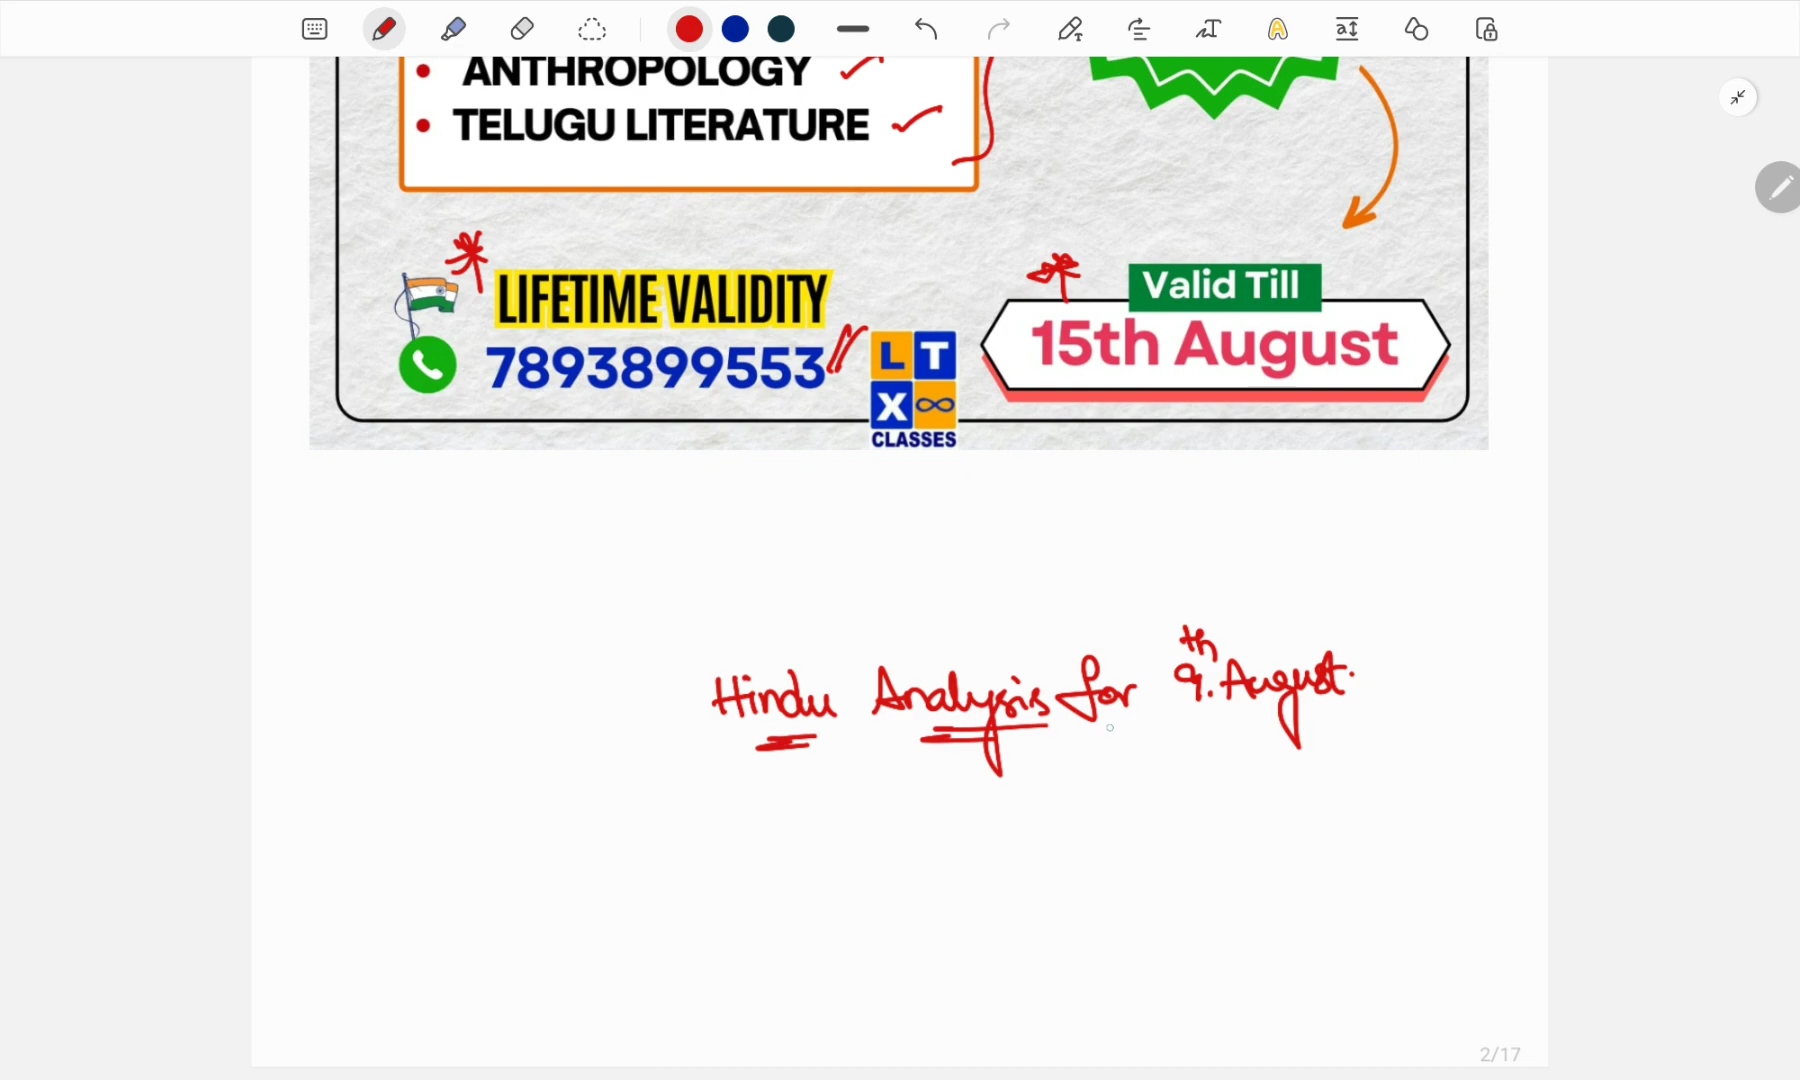 • ANTHROPOLOGY
• TELUGU LITERATURE
LIFETIME VALIDITY
7893899553
L T
X ∞
CLASSES
Valid Till
15th August
Hindu Analysis for 9th. August.
2/17